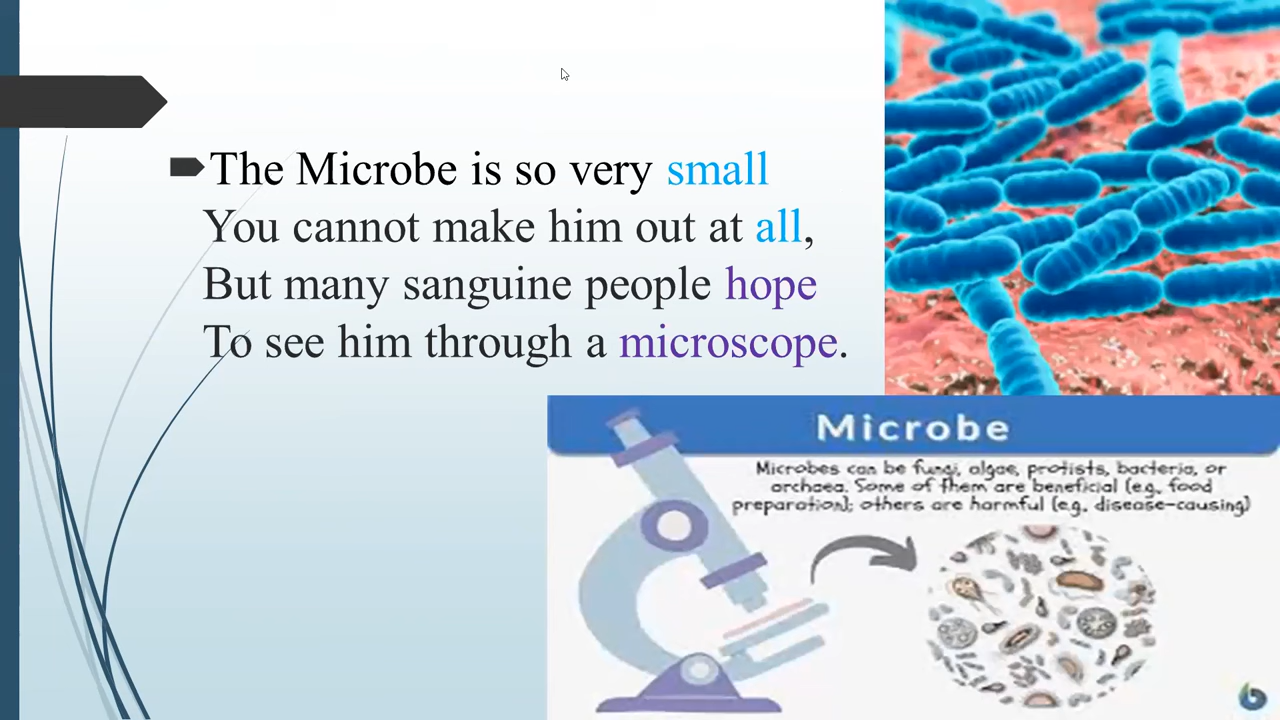 The Microbe is so very small
You cannot make him out at all,
But many sanguine people hope
To see him through a microscope.
Microbe
Microbes can be fungi, algae, protists, bacteria, or
archaea. Some of them are beneficial (e.g., food
preparation); others are harmful (e.g., disease-causing)